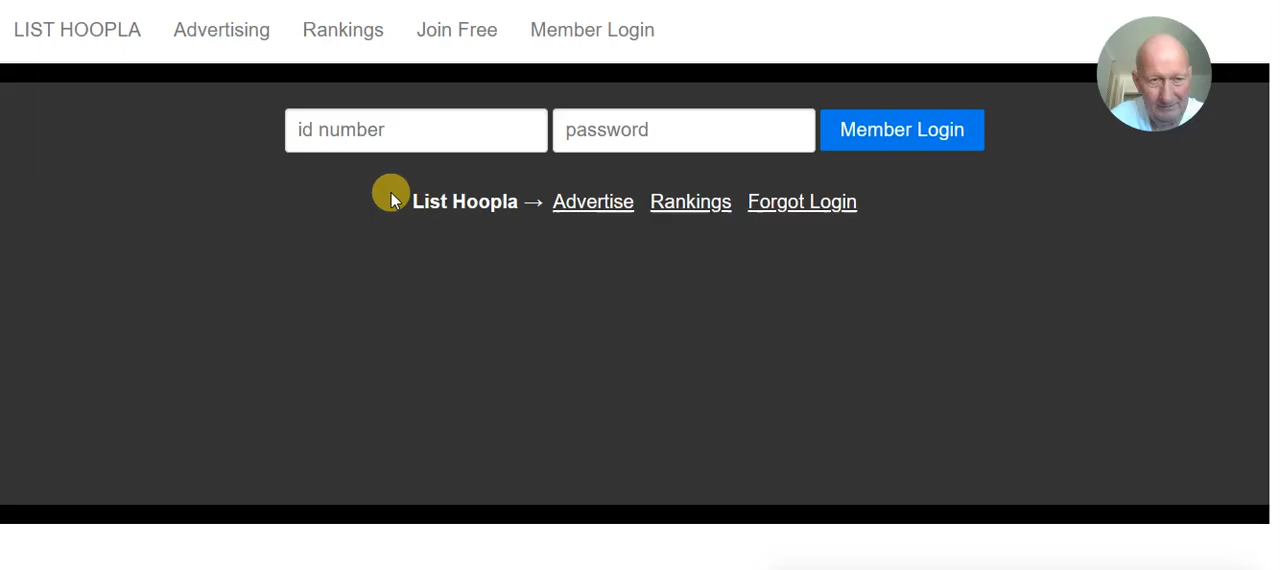 LIST HOOPLA Advertising Rankings Join Free Member Login
id number password Member Login
List Hoopla → Advertise Rankings Forgot Login